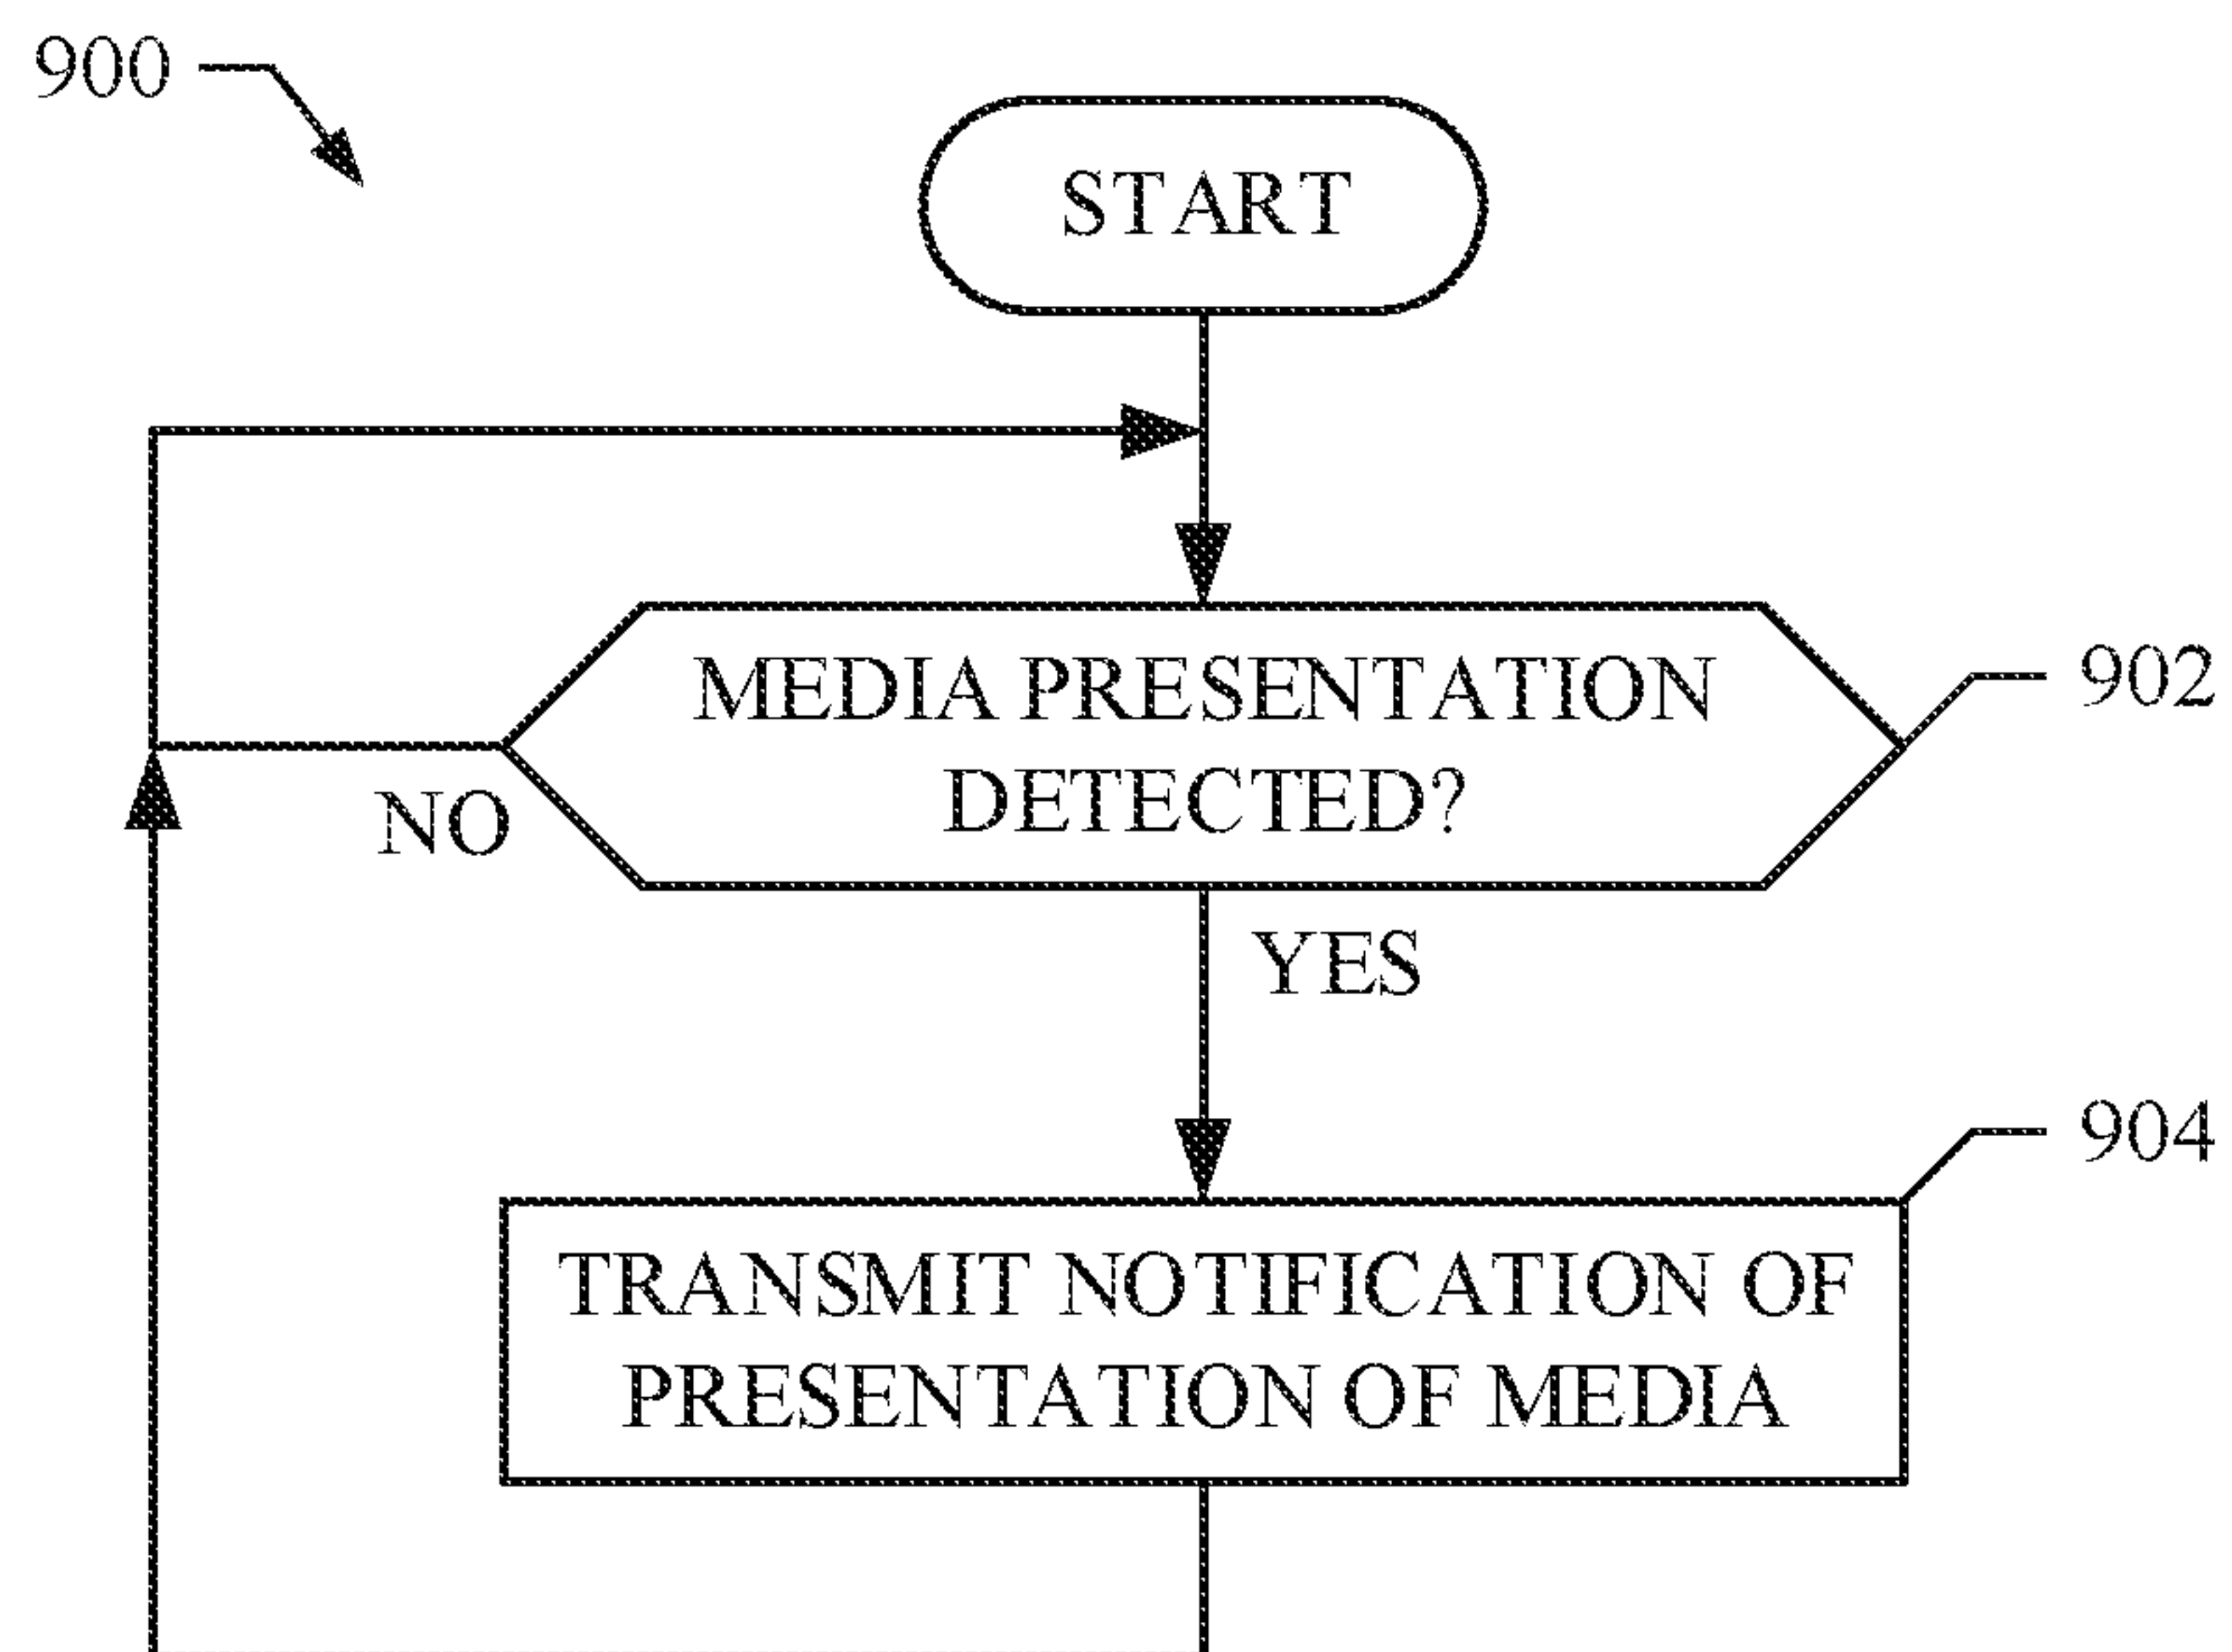 900
START
MEDIA PRESENTATION
DETECTED?
902
NO
YES
904
TRANSMIT NOTIFICATION OF
PRESENTATION OF MEDIA